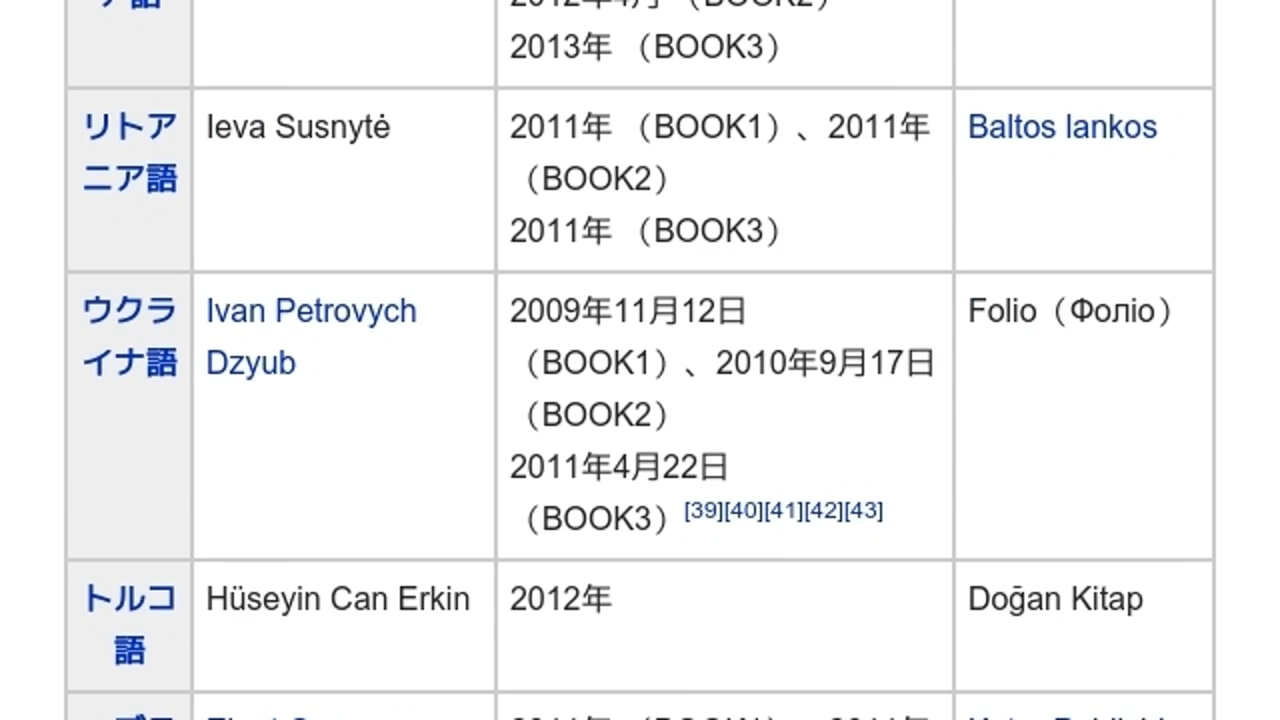 2013年 （BOOK3）
リトア
ニア語
Ieva Susnytė
2011年 （BOOK1）、2011年
（BOOK2）
2011年 （BOOK3）
Baltos lankos
ウクラ
イナ語
Ivan Petrovych
Dzyub
2009年11月12日
（BOOK1）、2010年9月17日
（BOOK2）
2011年4月22日
（BOOK3）[39][40][41][42][43]
Folio（Фоліо）
トルコ
語
Hüseyin Can Erkin
2012年
Doğan Kitap